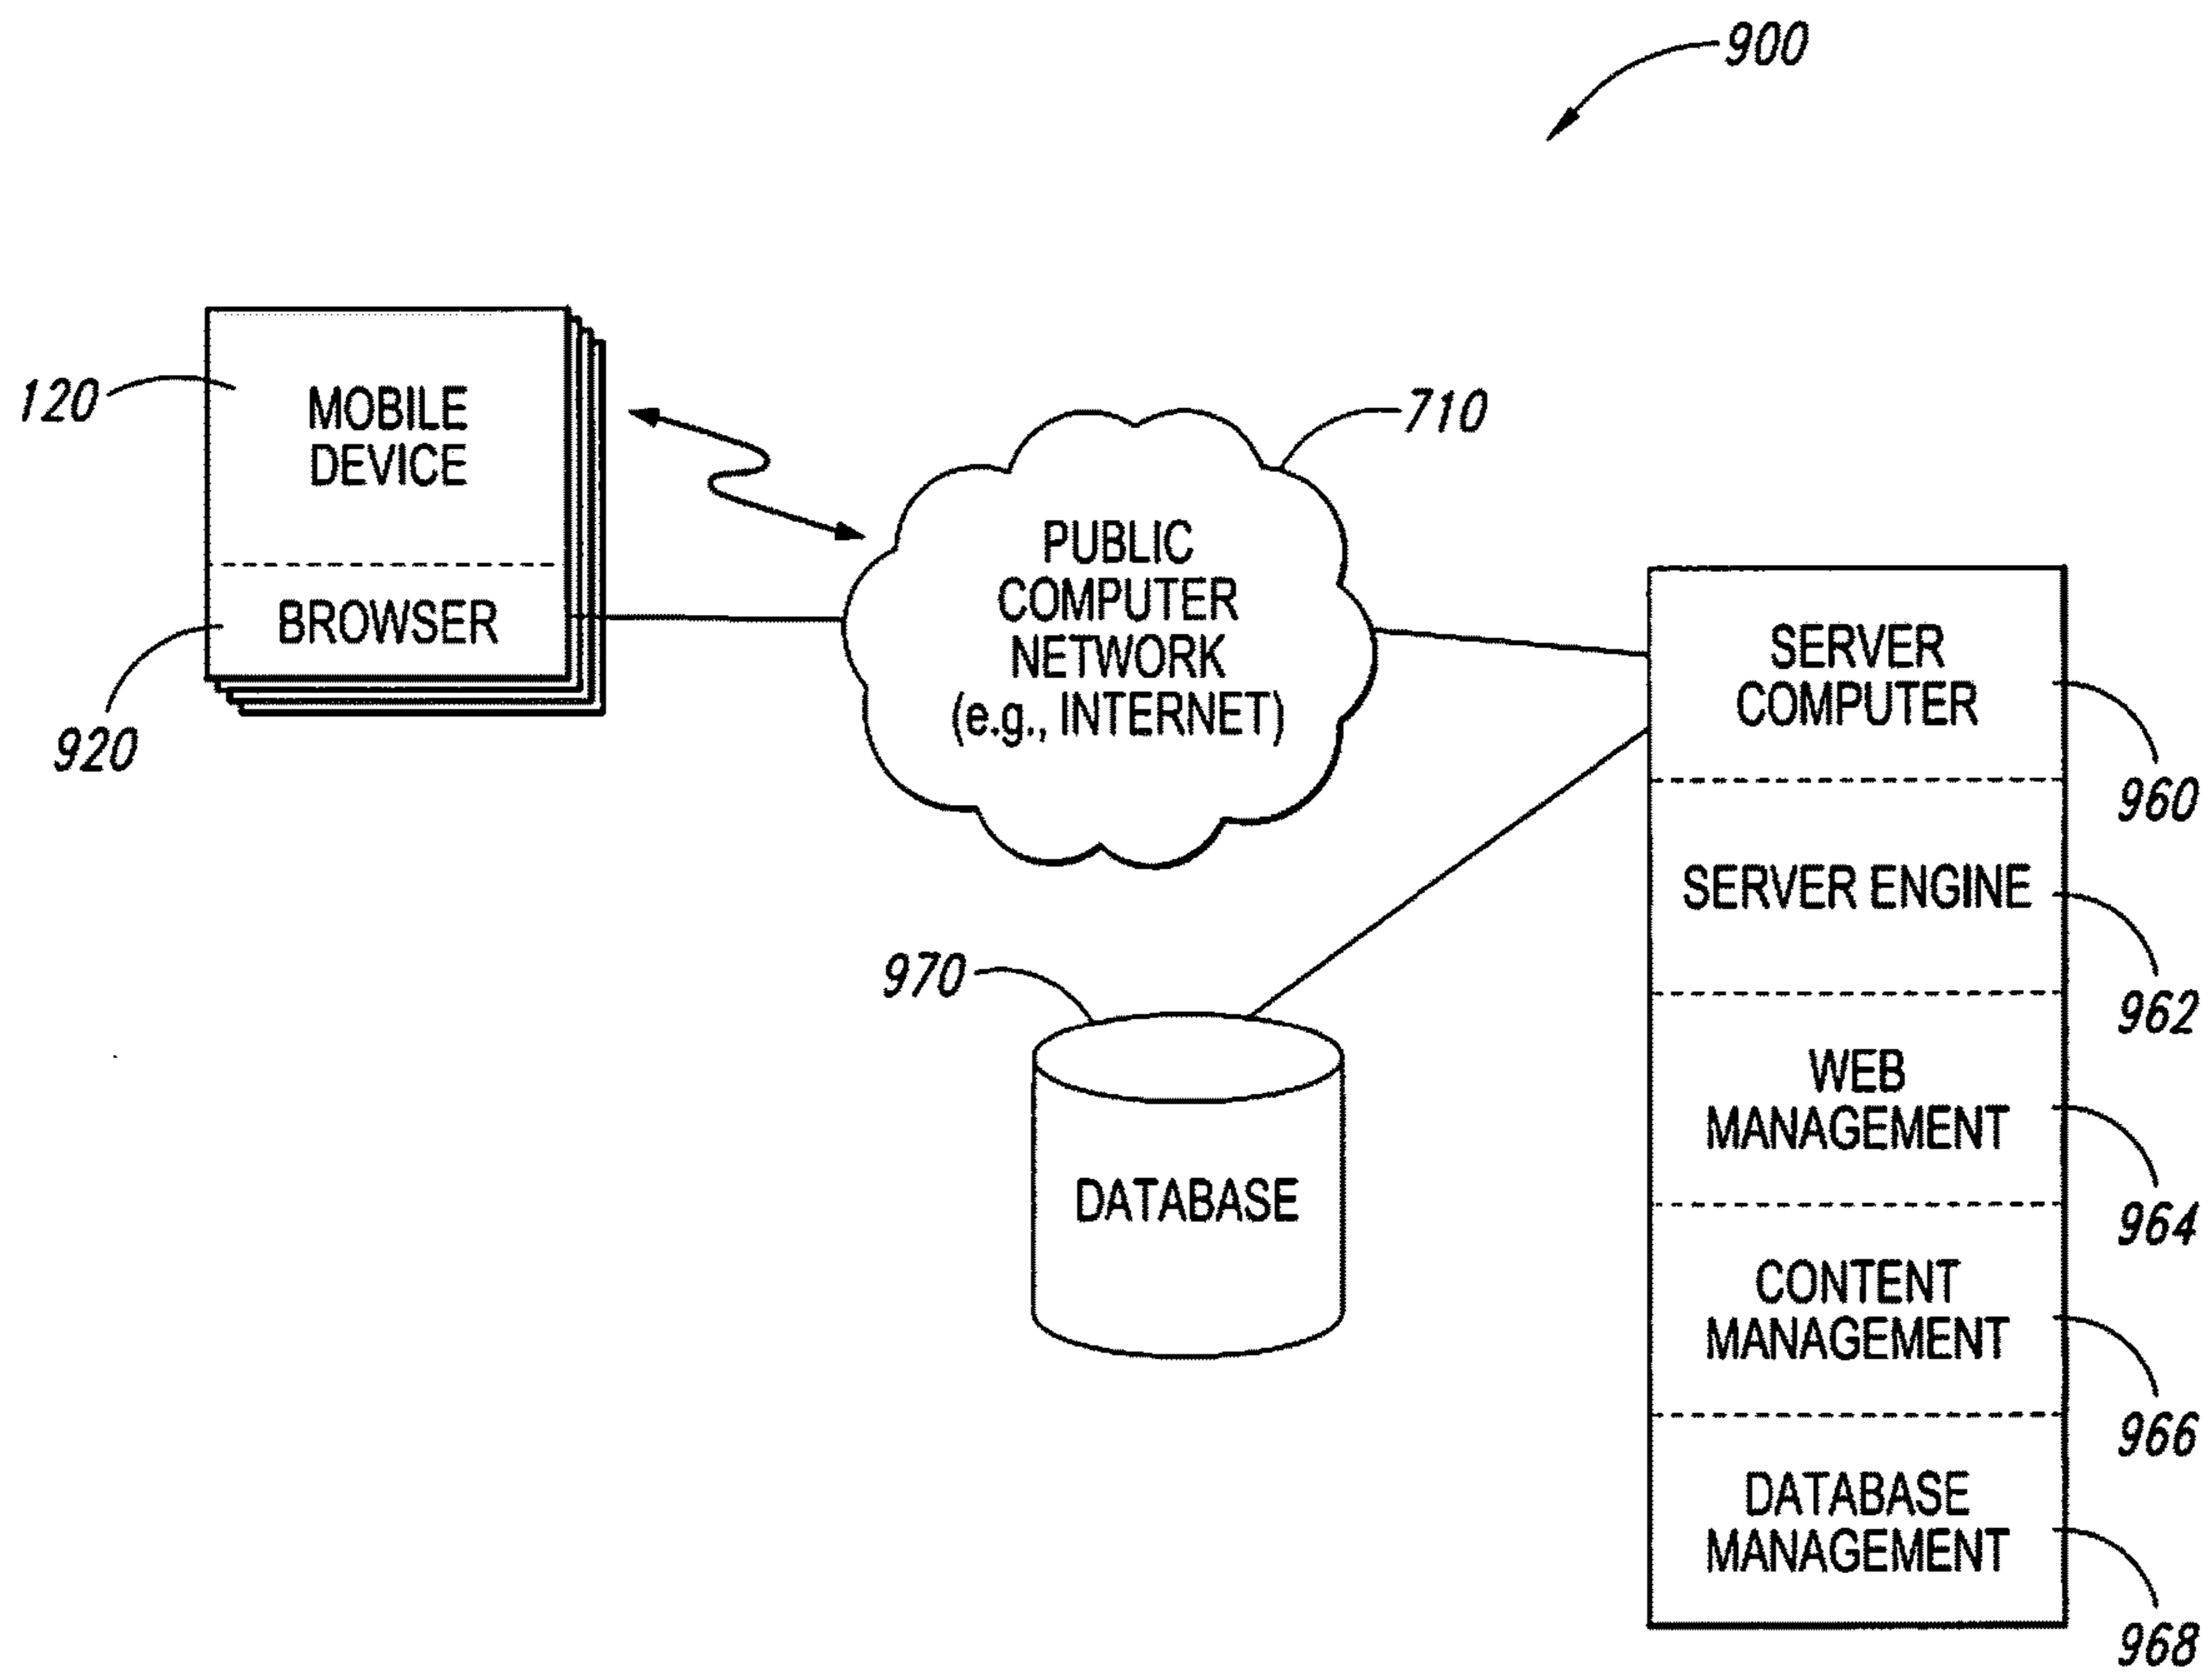 900
120
MOBILE
DEVICE
BROWSER
920
710
PUBLIC
COMPUTER
NETWORK
(e.g., INTERNET)
SERVER
COMPUTER
960
SERVER ENGINE
962
WEB
MANAGEMENT
964
CONTENT
MANAGEMENT
966
DATABASE
MANAGEMENT
968
970
DATABASE